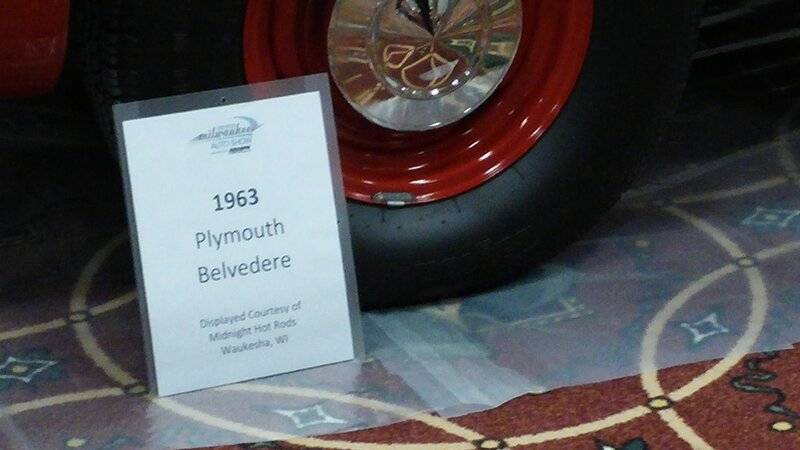 milwaukee
AUTO SHOW
1963
Plymouth
Belvedere
Displayed Courtesy of
Midnight Hot Rods
Waukesha, WI